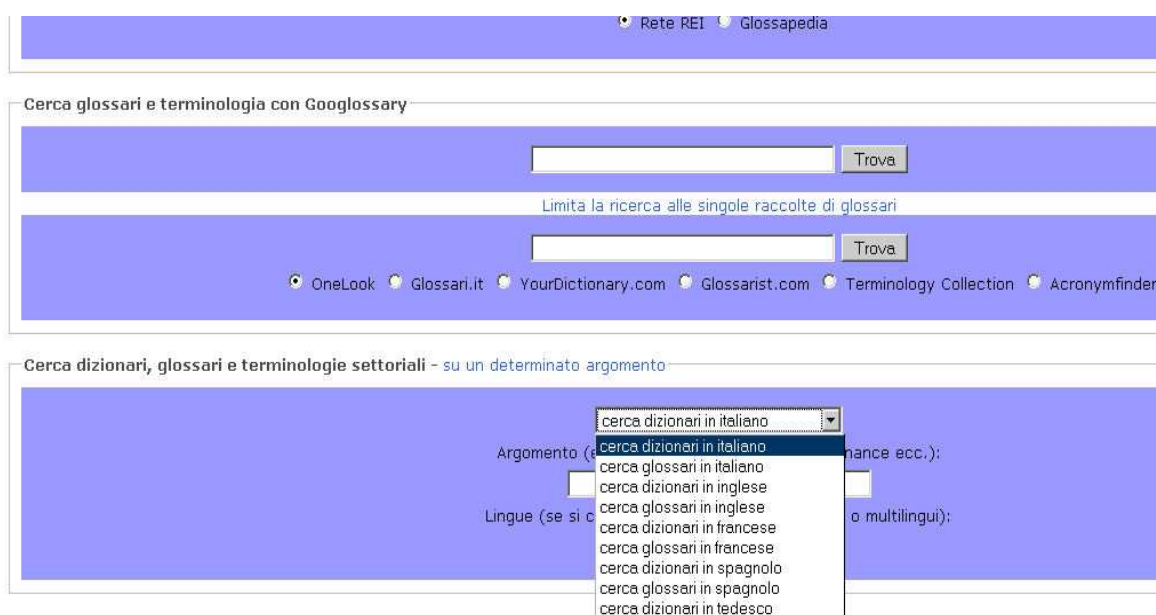 Rete REI Glossapedia
Cerca glossari e terminologia con Googlossary
Trova
Limita la ricerca alle singole raccolte di glossari
Trova
OneLook Glossari.it YourDictionary.com Glossarist.com Terminology Collection Acronymfinder
Cerca dizionari, glossari e terminologie settoriali - su un determinato argomento
cerca dizionari in italiano
Argomento ( ecc.):
cerca dizionari in italiano
cerca glossari in italiano
cerca dizionari in inglese
Lingue (se si o multilingui):
cerca glossari in inglese
cerca dizionari in francese
cerca glossari in francese
cerca dizionari in spagnolo
cerca glossari in spagnolo
cerca dizionari in tedesco